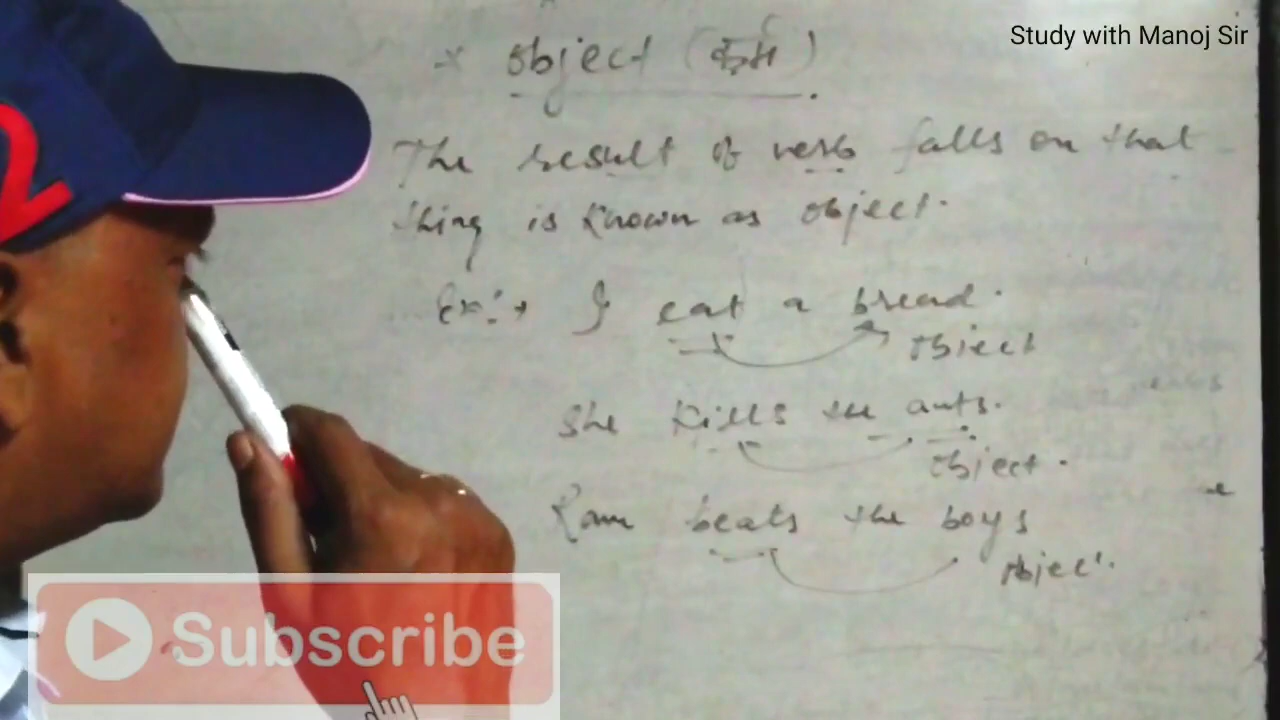 Study with Manoj Sir
* object (कर्म)
The result of verb falls on that
thing is known as object.
Ex:→ I eat a bread.
object
She kills the ants.
object.
Ram beats the boys
object.
Subscribe